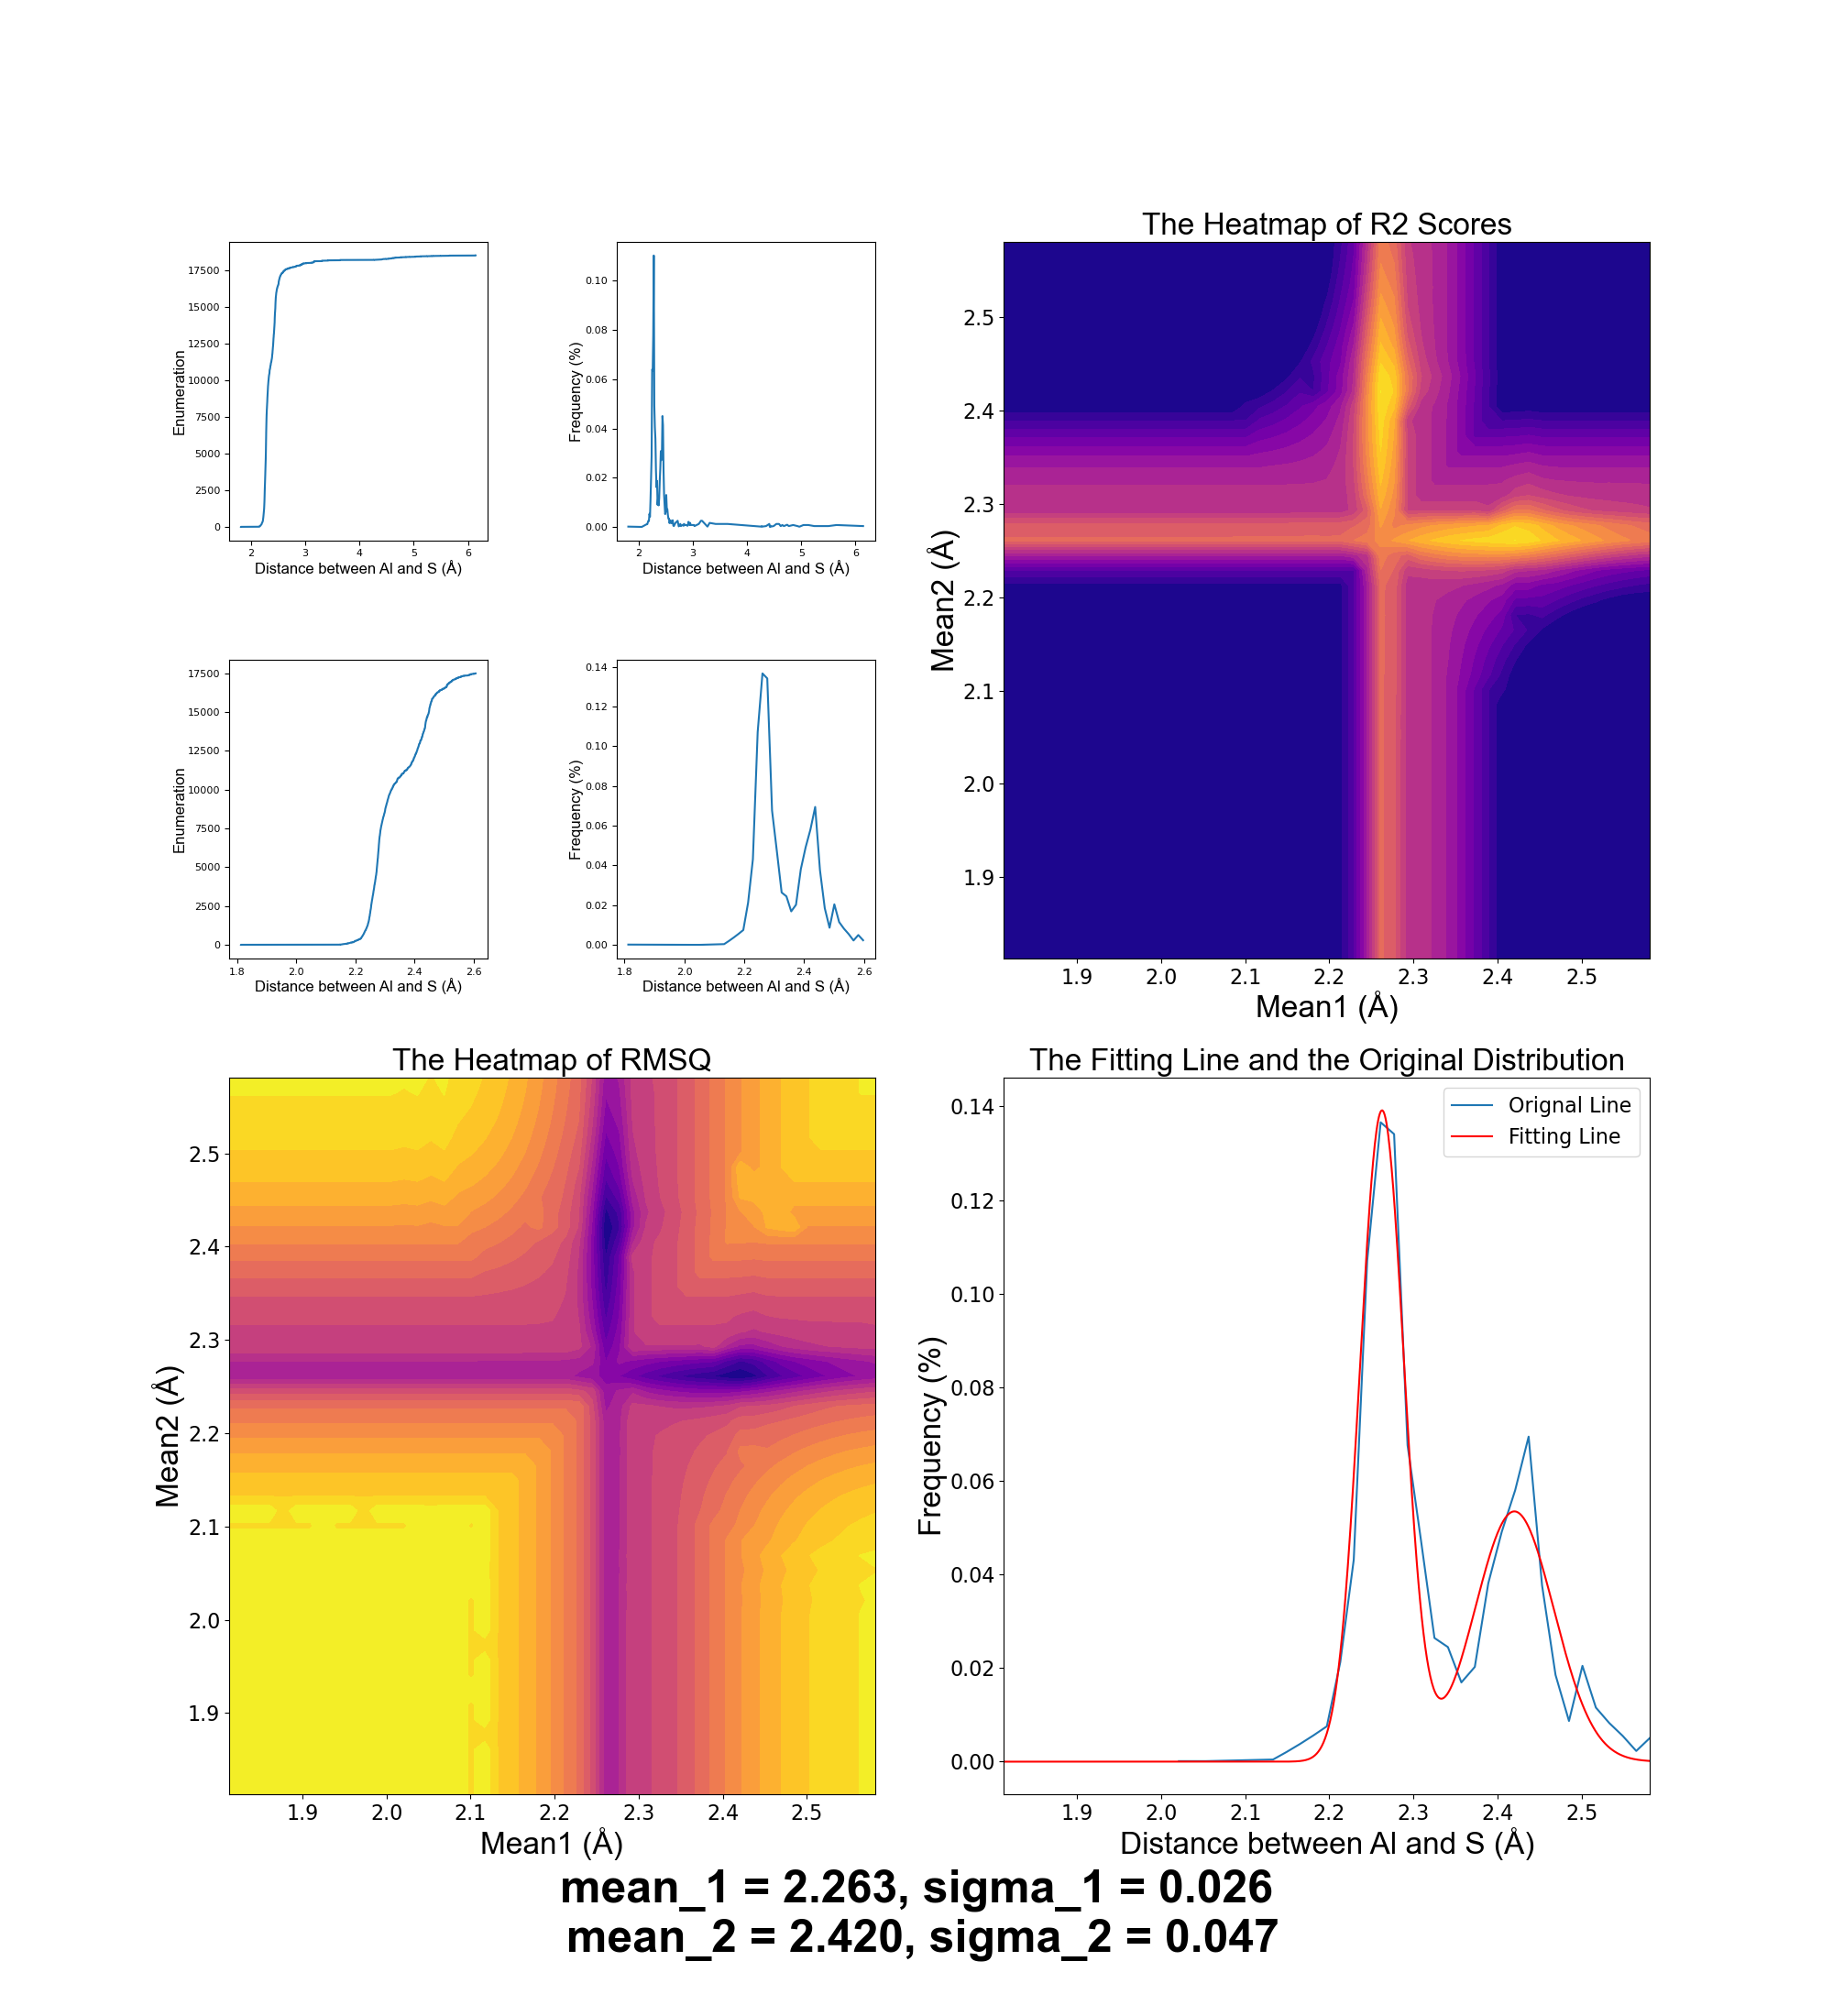 17500
15000
12500
10000
7500
5000
2500
0
Enumeration
2 3 4 5 6
Distance between Al and S (Å)
0.10
0.08
0.06
0.04
0.02
0.00
Frequency (%)
2 3 4 5 6
Distance between Al and S (Å)
The Heatmap of R2 Scores
2.5
2.4
2.3
2.2
2.1
2.0
1.9
Mean2 (Å)
1.9 2.0 2.1 2.2 2.3 2.4 2.5
Mean1 (Å)
17500
15000
12500
10000
7500
5000
2500
0
Enumeration
1.8 2.0 2.2 2.4 2.6
Distance between Al and S (Å)
0.14
0.12
0.10
0.08
0.06
0.04
0.02
0.00
Frequency (%)
1.8 2.0 2.2 2.4 2.6
Distance between Al and S (Å)
The Heatmap of RMSQ
2.5
2.4
2.3
2.2
2.1
2.0
1.9
Mean2 (Å)
1.9 2.0 2.1 2.2 2.3 2.4 2.5
Mean1 (Å)
The Fitting Line and the Original Distribution
Orignal Line
Fitting Line
0.14
0.12
0.10
0.08
0.06
0.04
0.02
0.00
Frequency (%)
1.9 2.0 2.1 2.2 2.3 2.4 2.5
Distance between Al and S (Å)
mean_1 = 2.263, sigma_1 = 0.026
mean_2 = 2.420, sigma_2 = 0.047